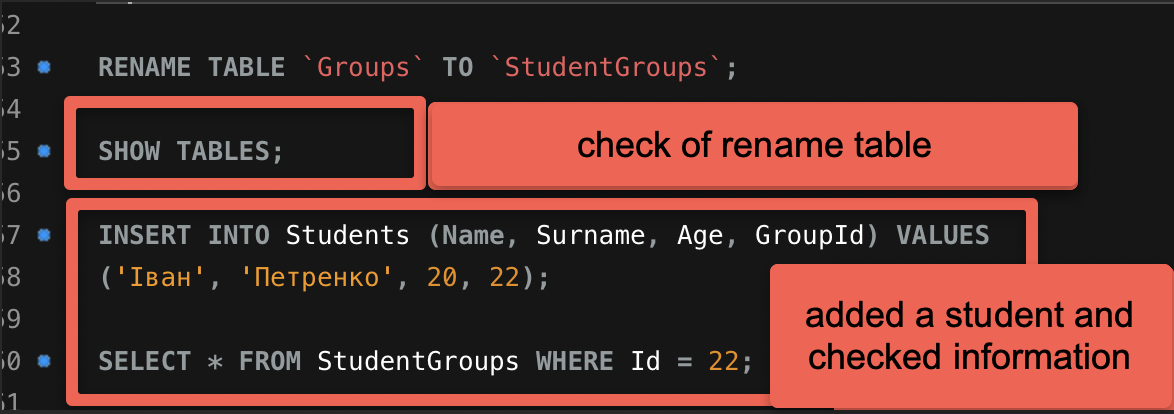 52
53 RENAME TABLE `Groups` TO `StudentGroups`;
54
check of rename table
55 SHOW TABLES;
56
57 INSERT INTO Students (Name, Surname, Age, GroupId) VALUES
58 ('Іван', 'Петренко', 20, 22);
59
added a student and
checked information
60 SELECT * FROM StudentGroups WHERE Id = 22;
61